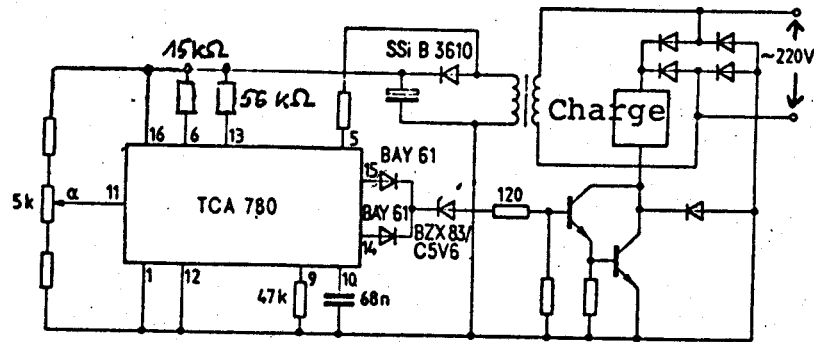 15kΩ
SSi B 3610
~220V
56 kΩ
Charge
16
6
13
5
15
BAY 61
5k
α
11
TCA 780
120
BAY 61
14
BZX 83/
C5V6
1
12
9
10
47k
68n